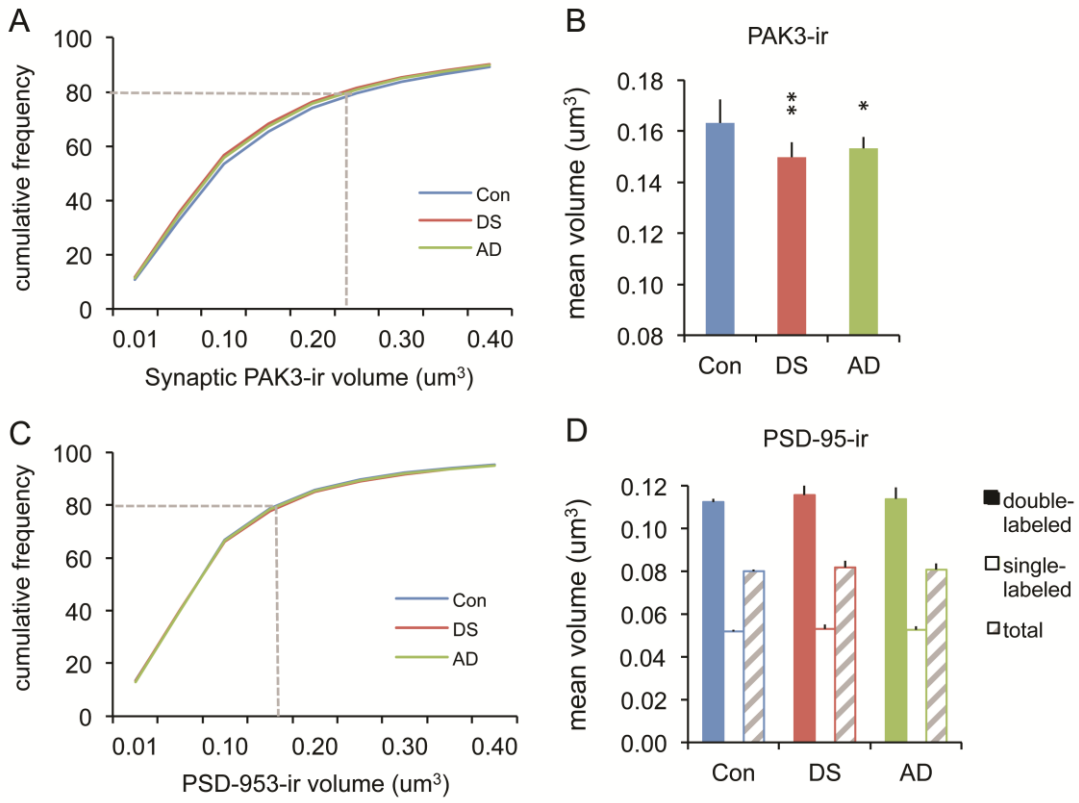 A
cumulative frequency
100
80
60
40
20
0
Con
DS
AD
0.01 0.10 0.20 0.30 0.40
Synaptic PAK3-ir volume (um³)
B
PAK3-ir
mean volume (um³)
0.20
0.18
0.16
0.14
0.12
0.10
0.08
**
*
Con DS AD
C
cumulative frequency
100
80
60
40
20
0
Con
DS
AD
0.01 0.10 0.20 0.30 0.40
PSD-953-ir volume (um³)
D
PSD-95-ir
mean volume (um³)
0.12
0.10
0.08
0.06
0.04
0.02
0.00
double-
labeled
single-
labeled
total
Con DS AD